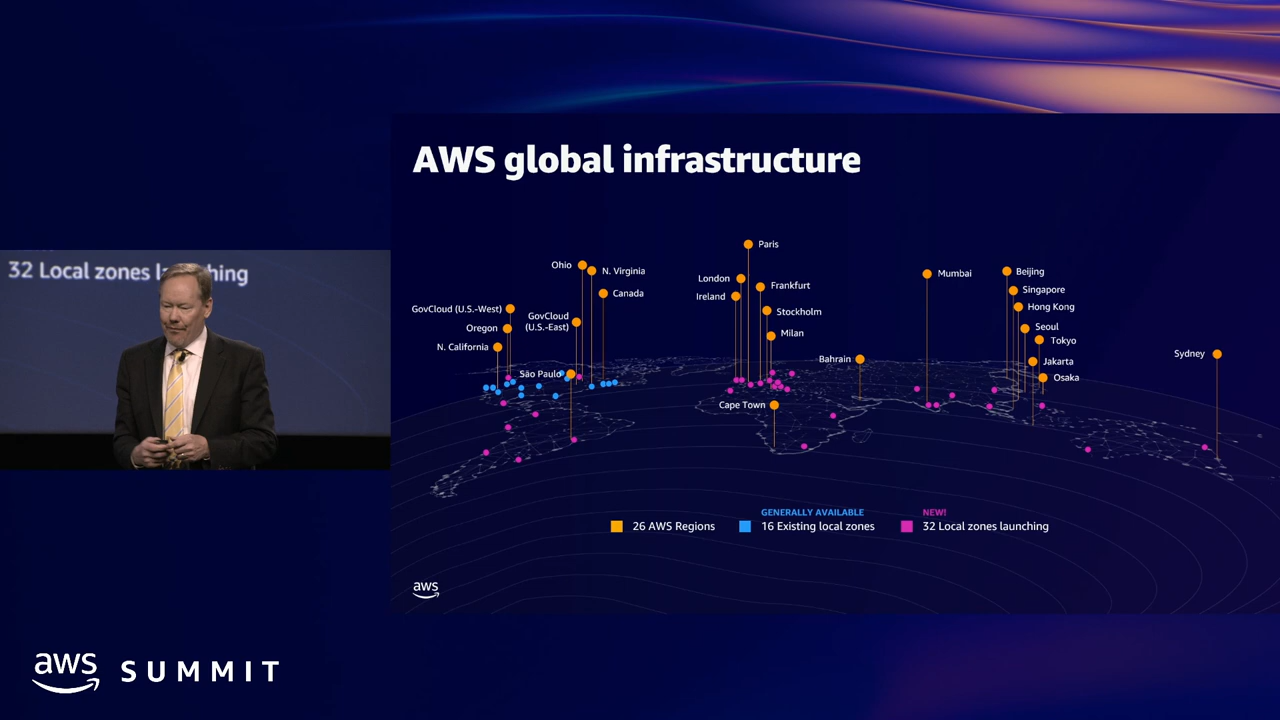 AWS global infrastructure
Paris
Ohio
N. Virginia
London
Mumbai
Beijing
Canada
Ireland
Frankfurt
Singapore
GovCloud (U.S.-West)
GovCloud
(U.S.-East)
Stockholm
Hong Kong
Oregon
Milan
Seoul
Tokyo
N. California
Sydney
Bahrain
Jakarta
São Paulo
Osaka
Cape Town
GENERALLY AVAILABLE
NEW!
26 AWS Regions
16 Existing local zones
32 Local zones launching
aws
32 Local zones l hing
aws SUMMIT